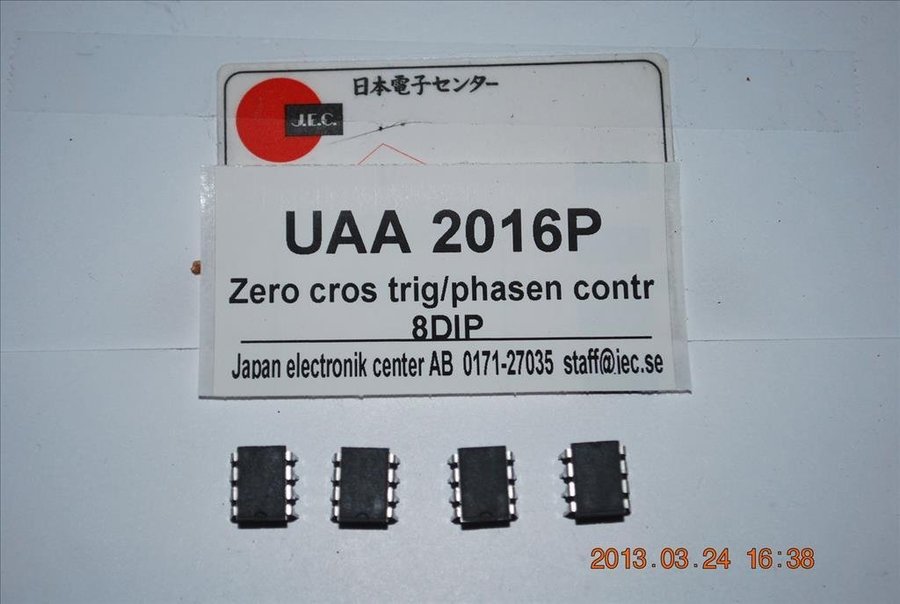 日本電子センター
J.E.C.
UAA 2016P
Zero cros trig/phasen contr
8DIP
Japan electronik center AB 0171-27035 staff@jec.se
2013.03.24 16:38